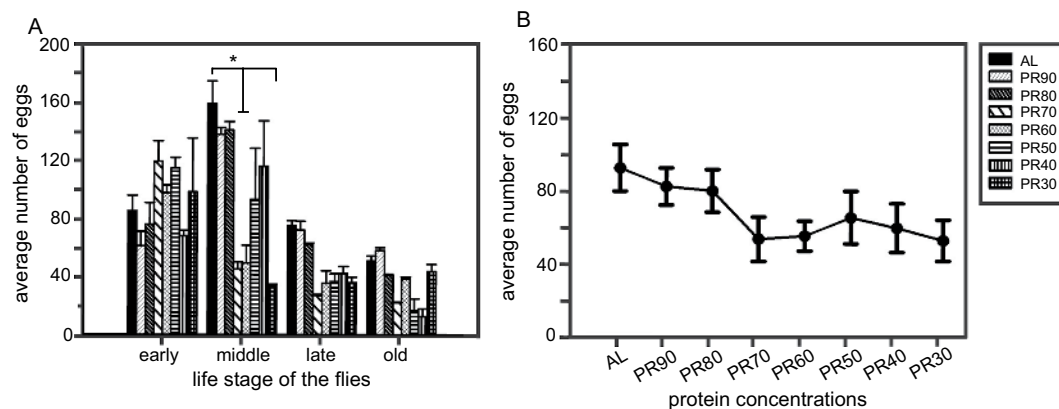 A
average number of eggs
200
160
120
80
40
0
*
early middle late old
life stage of the flies
B
average number of eggs
160
120
80
40
0
AL PR90 PR80 PR70 PR60 PR50 PR40 PR30
protein concentrations
AL
PR90
PR80
PR70
PR60
PR50
PR40
PR30